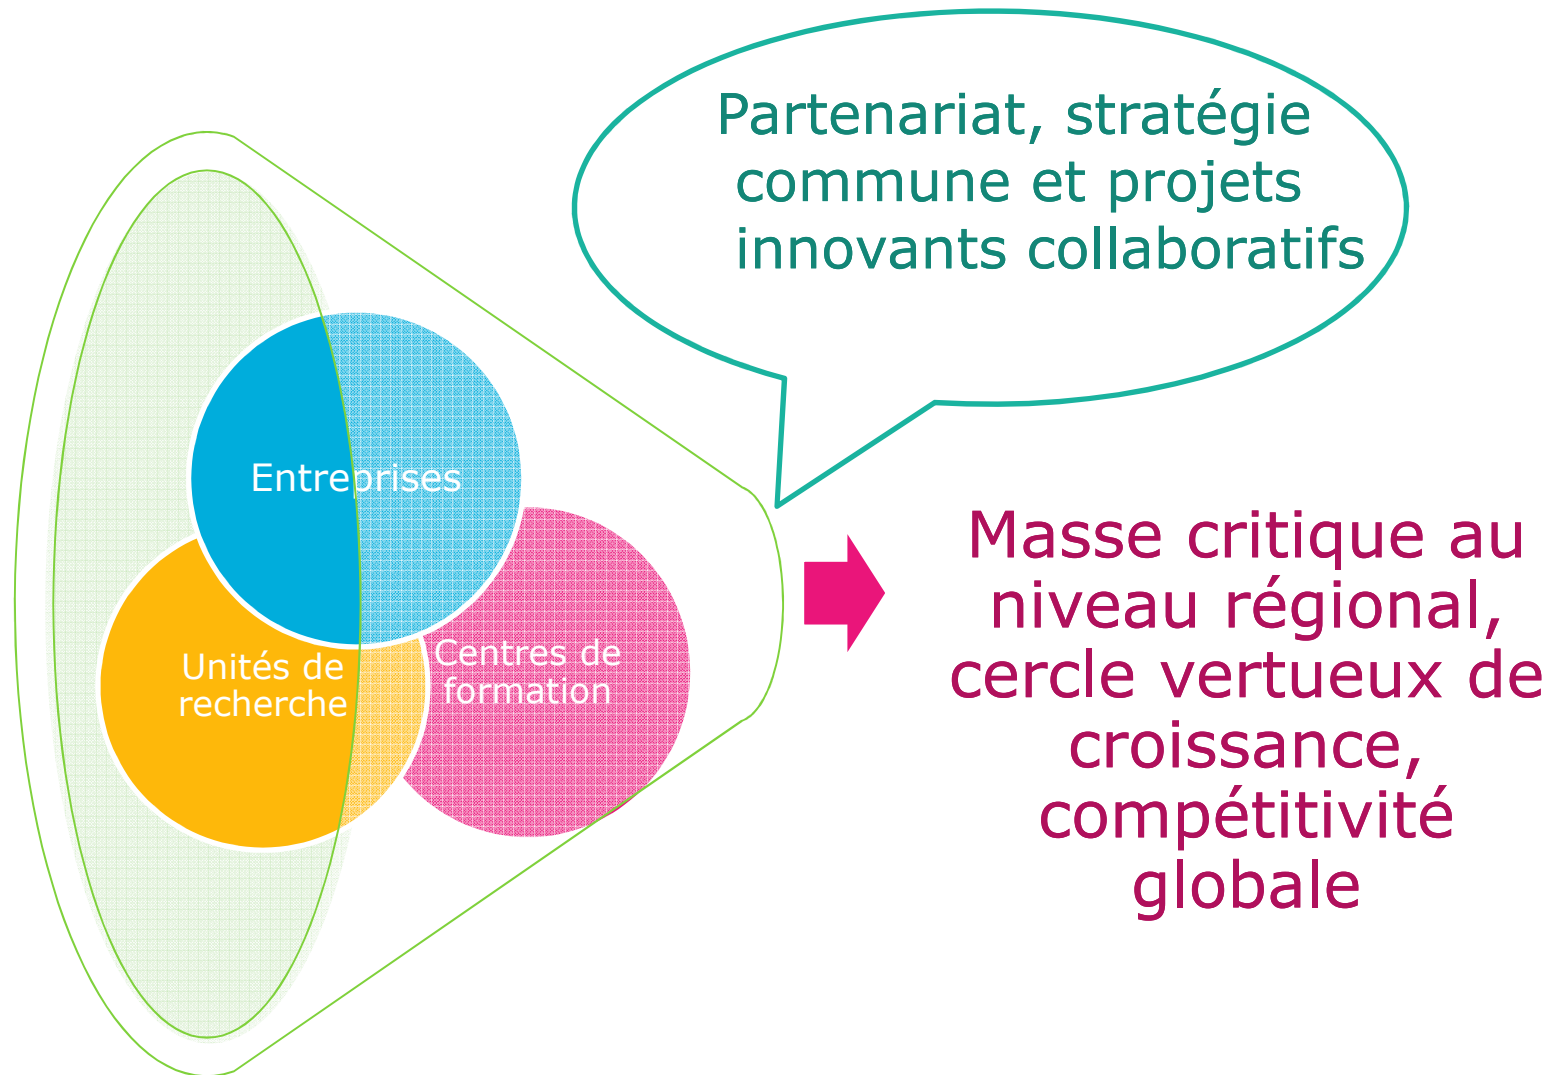 Partenariat, stratégie
commune et projets
innovants collaboratifs
Entreprises
Unités de
recherche
Centres de
formation
Masse critique au
niveau régional,
cercle vertueux de
croissance,
compétitivité
globale